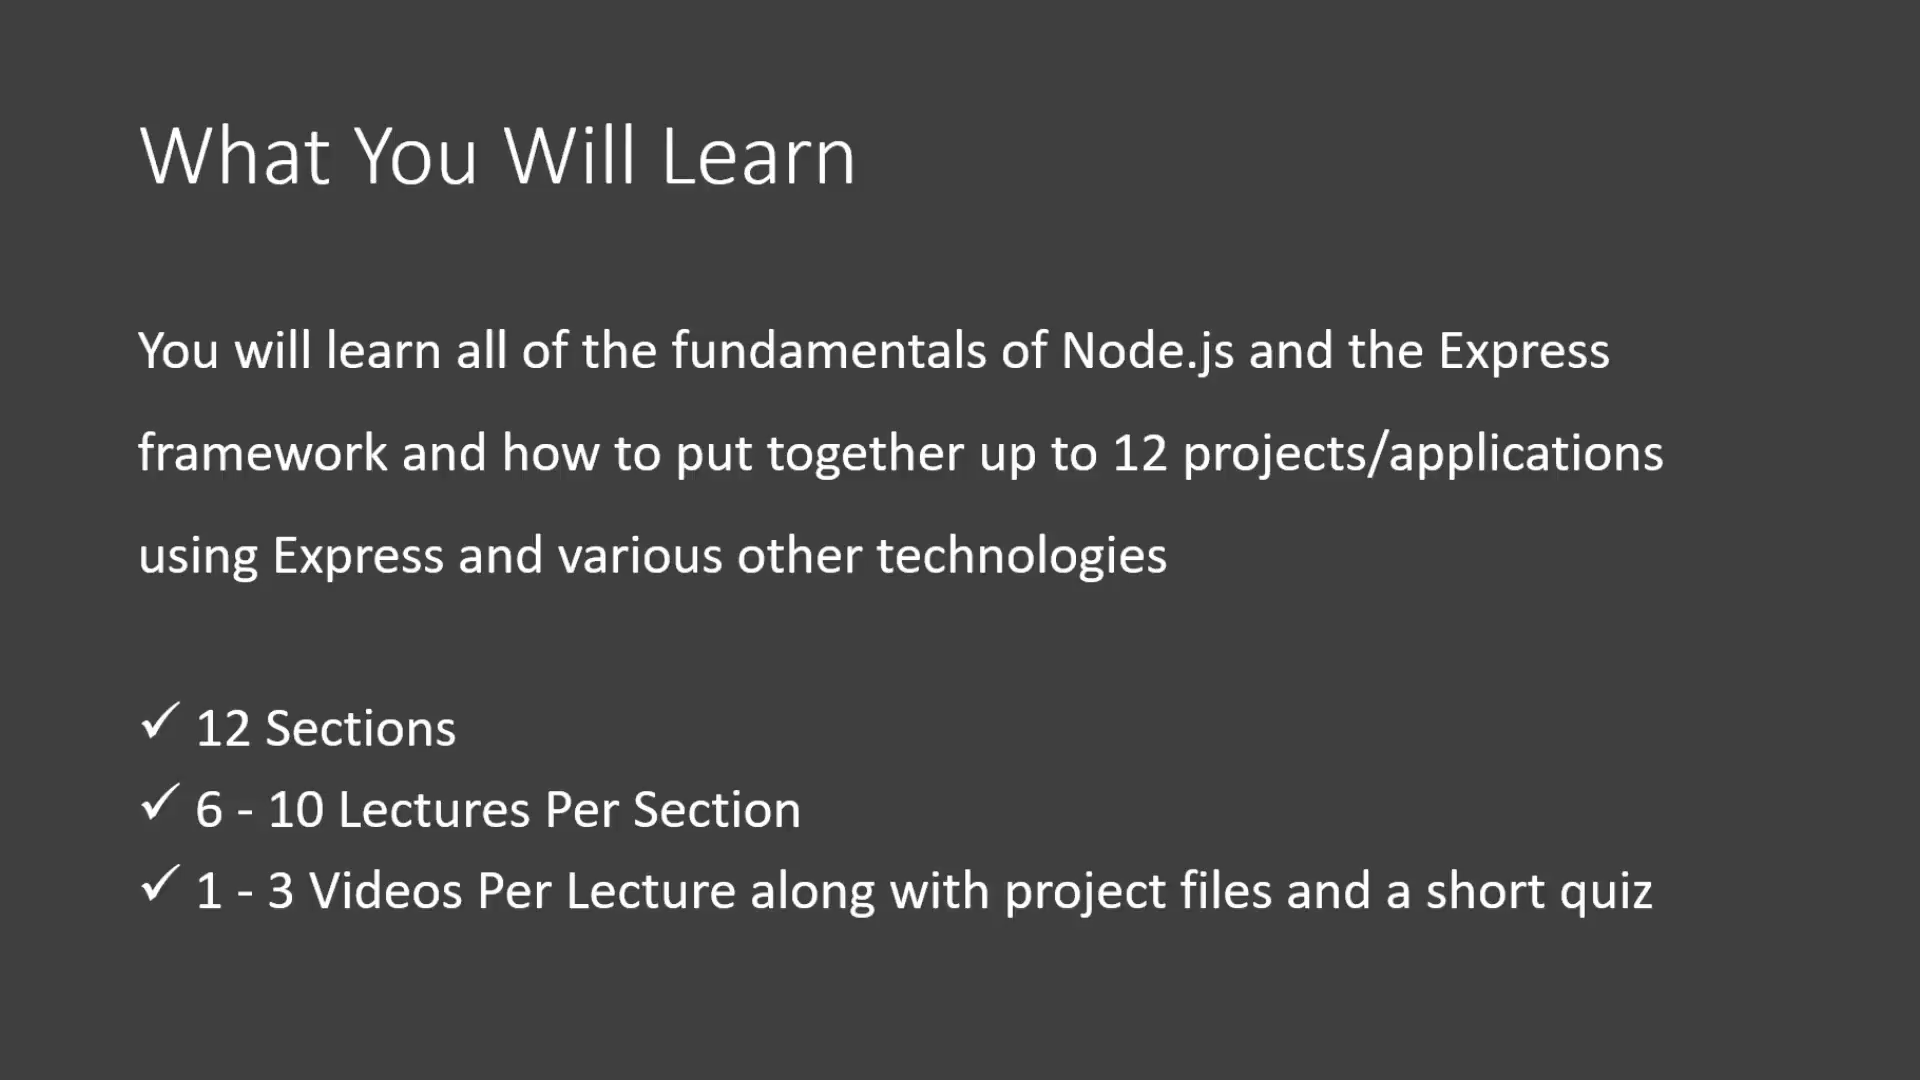 What You Will Learn
You will learn all of the fundamentals of Node.js and the Express
framework and how to put together up to 12 projects/applications
using Express and various other technologies
✓ 12 Sections
✓ 6 - 10 Lectures Per Section
✓ 1 - 3 Videos Per Lecture along with project files and a short quiz